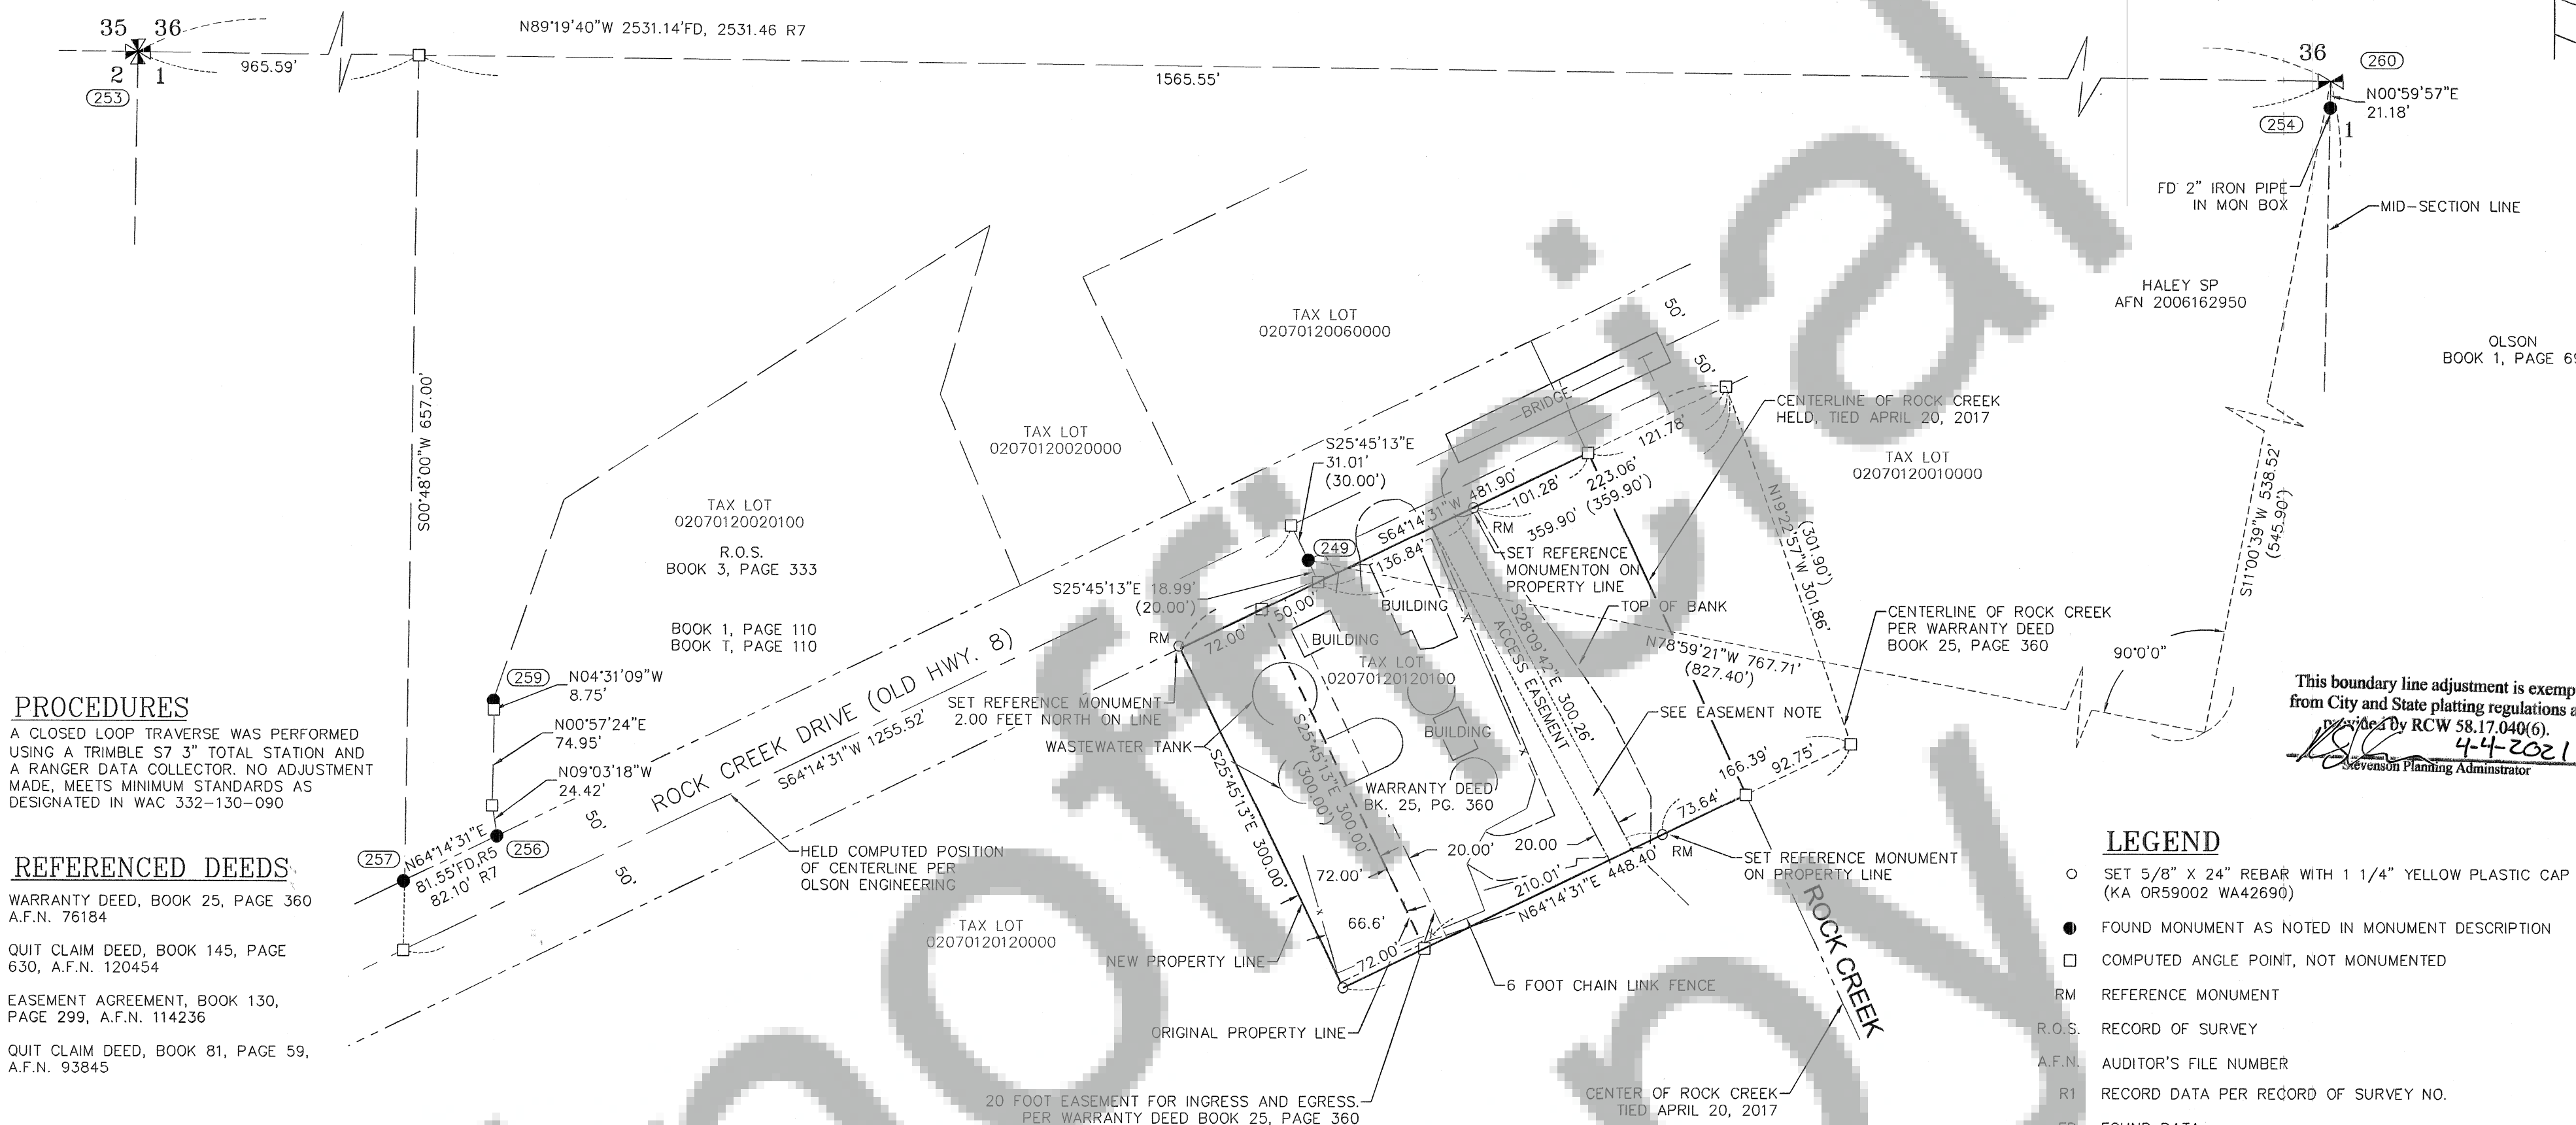 35 36
2 1
253
965.59'
N89°19'40"W 2531.14'FD, 2531.46 R7
1565.55'
36
260
N00°59'57"E
21.18'
254
1
FD 2" IRON PIPE
IN MON BOX
MID-SECTION LINE
HALEY SP
AFN 2006162950
OLSON
BOOK 1, PAGE 69
S00°48'00"W 657.00'
TAX LOT
02070120060000
TAX LOT
02070120020000
TAX LOT
02070120020100
R.O.S.
BOOK 3, PAGE 333
BOOK 1, PAGE 110
BOOK T, PAGE 110
50'
50'
BRIDGE
CENTERLINE OF ROCK CREEK
HELD, TIED APRIL 20, 2017
TAX LOT
02070120010000
121.78'
S25°45'13"E
31.01'
(30.00')
249
S64°14'31"W 481.90'
101.28'
223.06'
359.90' (359.90')
136.84'
RM
SET REFERENCE
MONUMENTON ON
PROPERTY LINE
N19°22'57"W 301.86'
(301.90')
S11°00'39"W 538.52'
(545.90')
S25°45'13"E 18.99'
(20.00')
50.00'
72.00'
RM
BUILDING
BUILDING
TOP OF BANK
S28°09'42"E 300.26'
ACCESS EASEMENT
N78°59'21"W 767.71'
(827.40')
CENTERLINE OF ROCK CREEK
PER WARRANTY DEED
BOOK 25, PAGE 360
90°0'0"
This boundary line adjustment is exemp
from City and State platting regulations a
provided by RCW 58.17.040(6).
4-4-2021
Stevenson Planning Adminstrator
TAX LOT
02070120120100
259
N04°31'09"W
8.75'
N00°57'24"E
74.95'
N09°03'18"W
24.42'
ROCK CREEK DRIVE (OLD HWY. 8)
S64°14'31"W 1255.52'
SET REFERENCE MONUMENT
2.00 FEET NORTH ON LINE
WASTEWATER TANK
SEE EASEMENT NOTE
BUILDING
S25°45'13"E 300.00'
S25°45'13"E 300.00'
(300.00')
WARRANTY DEED
BK. 25, PG. 360
166.39'
92.75'
73.64'
RM
SET REFERENCE MONUMENT
ON PROPERTY LINE
20.00'
20.00
72.00'
66.6'
72.00'
210.01'
N64°14'31"E 448.40'
257
N64°14'31"E
81.55'FD,R5
82.10' R7
256
50'
50'
HELD COMPUTED POSITION
OF CENTERLINE PER
OLSON ENGINEERING
TAX LOT
02070120120000
NEW PROPERTY LINE
6 FOOT CHAIN LINK FENCE
ORIGINAL PROPERTY LINE
20 FOOT EASEMENT FOR INGRESS AND EGRESS.
PER WARRANTY DEED BOOK 25, PAGE 360
ROCK CREEK
CENTER OF ROCK CREEK
TIED APRIL 20, 2017
PROCEDURES
A CLOSED LOOP TRAVERSE WAS PERFORMED
USING A TRIMBLE S7 3" TOTAL STATION AND
A RANGER DATA COLLECTOR. NO ADJUSTMENT
MADE, MEETS MINIMUM STANDARDS AS
DESIGNATED IN WAC 332-130-090
REFERENCED DEEDS
WARRANTY DEED, BOOK 25, PAGE 360
A.F.N. 76184
QUIT CLAIM DEED, BOOK 145, PAGE
630, A.F.N. 120454
EASEMENT AGREEMENT, BOOK 130,
PAGE 299, A.F.N. 114236
QUIT CLAIM DEED, BOOK 81, PAGE 59,
A.F.N. 93845
LEGEND
SET 5/8" X 24" REBAR WITH 1 1/4" YELLOW PLASTIC CAP
(KA OR59002 WA42690)
FOUND MONUMENT AS NOTED IN MONUMENT DESCRIPTION
COMPUTED ANGLE POINT, NOT MONUMENTED
RM REFERENCE MONUMENT
R.O.S. RECORD OF SURVEY
A.F.N. AUDITOR'S FILE NUMBER
R1 RECORD DATA PER RECORD OF SURVEY NO.
FD FOUND DATA